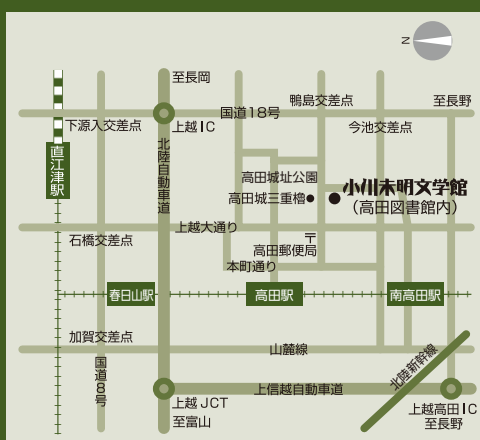 N
至長岡
国道18号
鴨島交差点
至長野
下源入交差点
上越IC
今池交差点
直江津駅
北陸自動車道
高田城址公園
高田城三重櫓
小川未明文学館
(高田図書館内)
上越大通り
石橋交差点
〒
高田郵便局
本町通り
春日山駅
高田駅
南高田駅
加賀交差点
山麓線
国道8号
北陸新幹線
上信越自動車道
上越JCT
至富山
上越高田IC
至長野